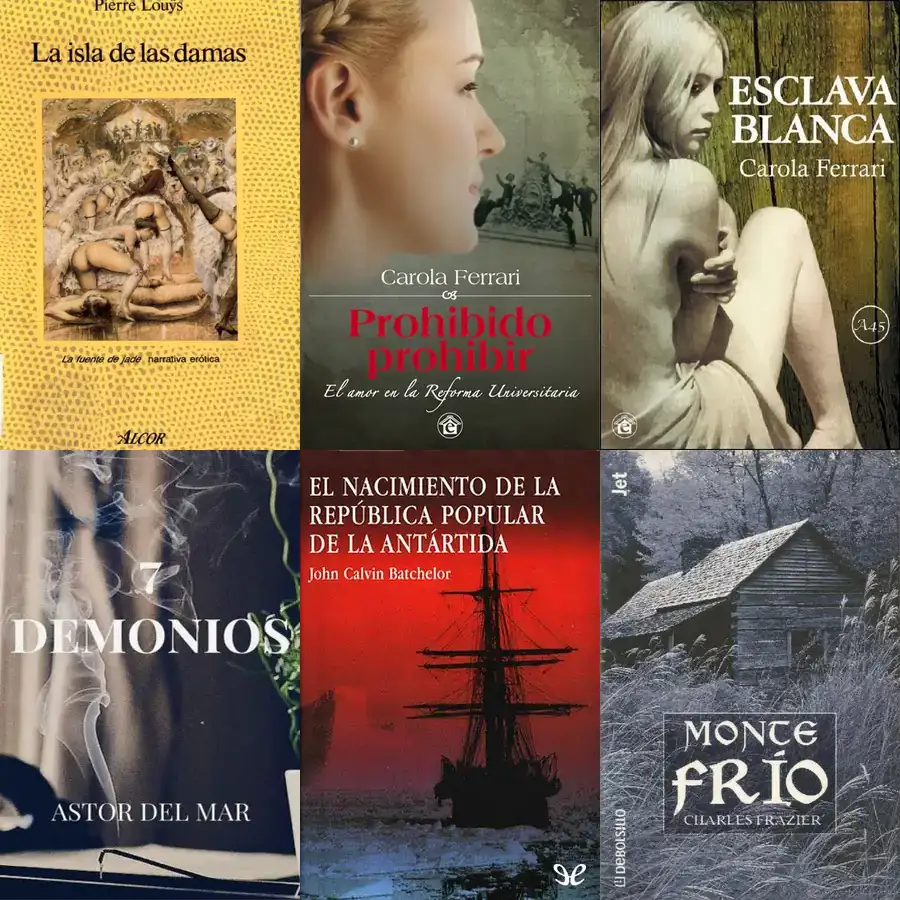 Pierre Louÿs
La isla de las damas
La fuente de jade narrativa erótica
ALCOR
Carola Ferrari
Prohibido
prohibir
El amor en la Reforma Universitaria
e
ESCLAVA
BLANCA
Carola Ferrari
A45
e
7
DEMONIOS
ASTOR DEL MAR
EL NACIMIENTO DE LA
REPÚBLICA POPULAR
DE LA ANTÁRTIDA
John Calvin Batchelor
Jet
MONTE
FRÍO
CHARLES FRAZIER
DEBOLSILLO